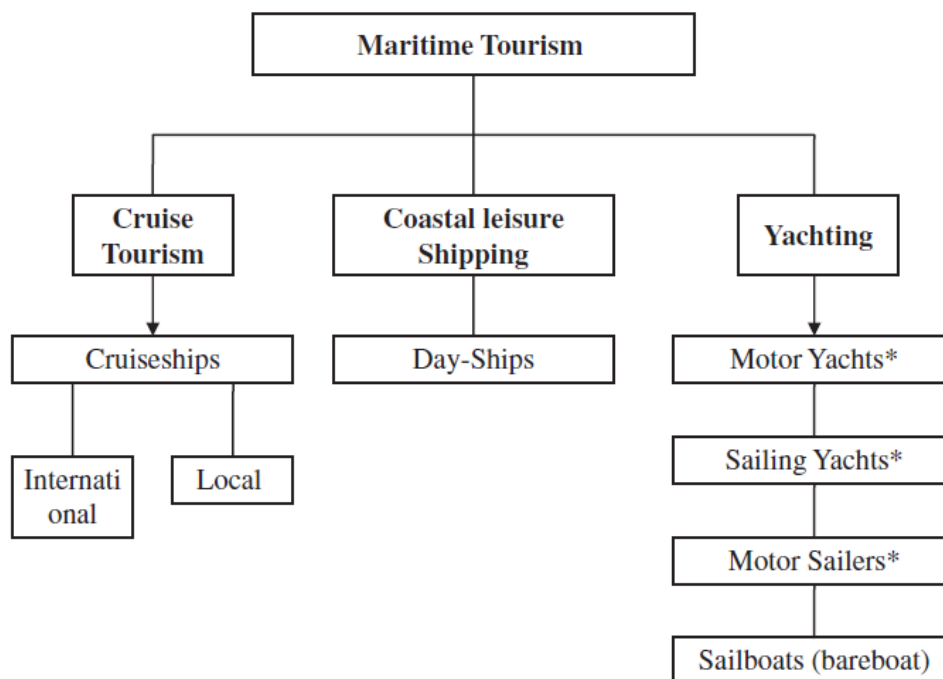 Maritime Tourism
Cruise
Tourism
Coastal leisure
Shipping
Yachting
Cruiseships
Day-Ships
Motor Yachts*
Internati
onal
Local
Sailing Yachts*
Motor Sailers*
Sailboats (bareboat)